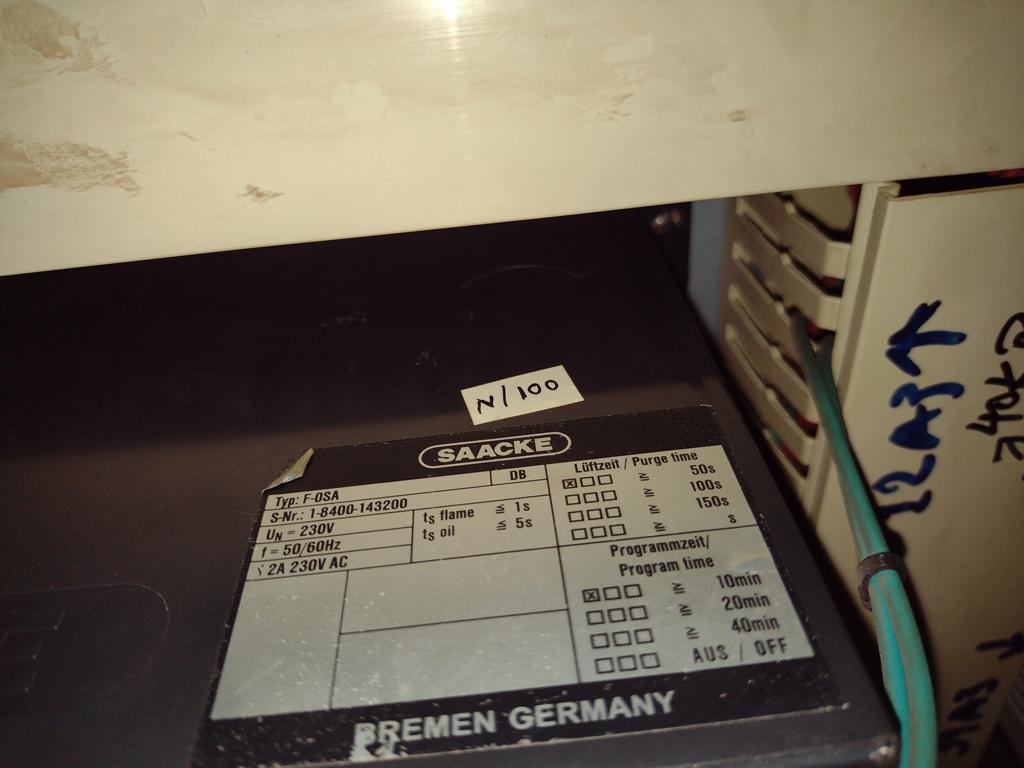 N/100
SAACKE
Typ: F-OSA
DB
S-Nr.: 1-8400-143200
UN = 230V
f = 50/60Hz
2A 230V AC
ts flame ≦ 1s
ts oil ≦ 5s
Lüftzeit / Purge time
☒☐☐ ≧ 50s
☐☐☐ ≧ 100s
☐☐☐ ≧ 150s
☐☐☐ ≧ s
Programmzeit/
Program time
☒☐☐ ≧ 10min
☐☐☐ ≧ 20min
☐☐☐ ≧ 40min
☐☐☐ AUS / OFF
BREMEN GERMANY
12A3↑